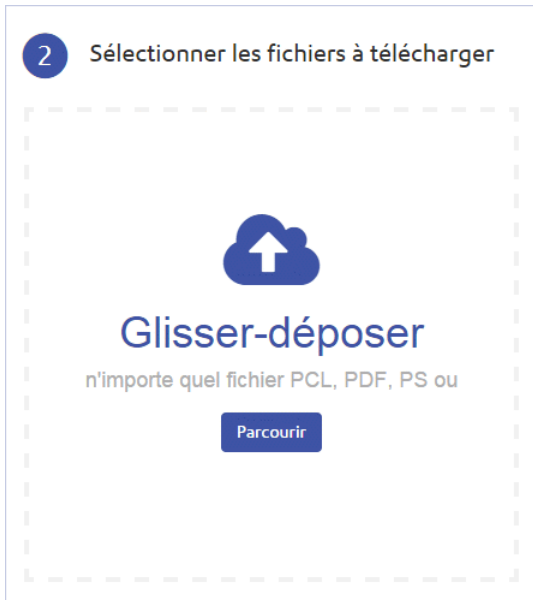 2 Sélectionner les fichiers à télécharger
Glisser-déposer
n'importe quel fichier PCL, PDF, PS ou
Parcourir